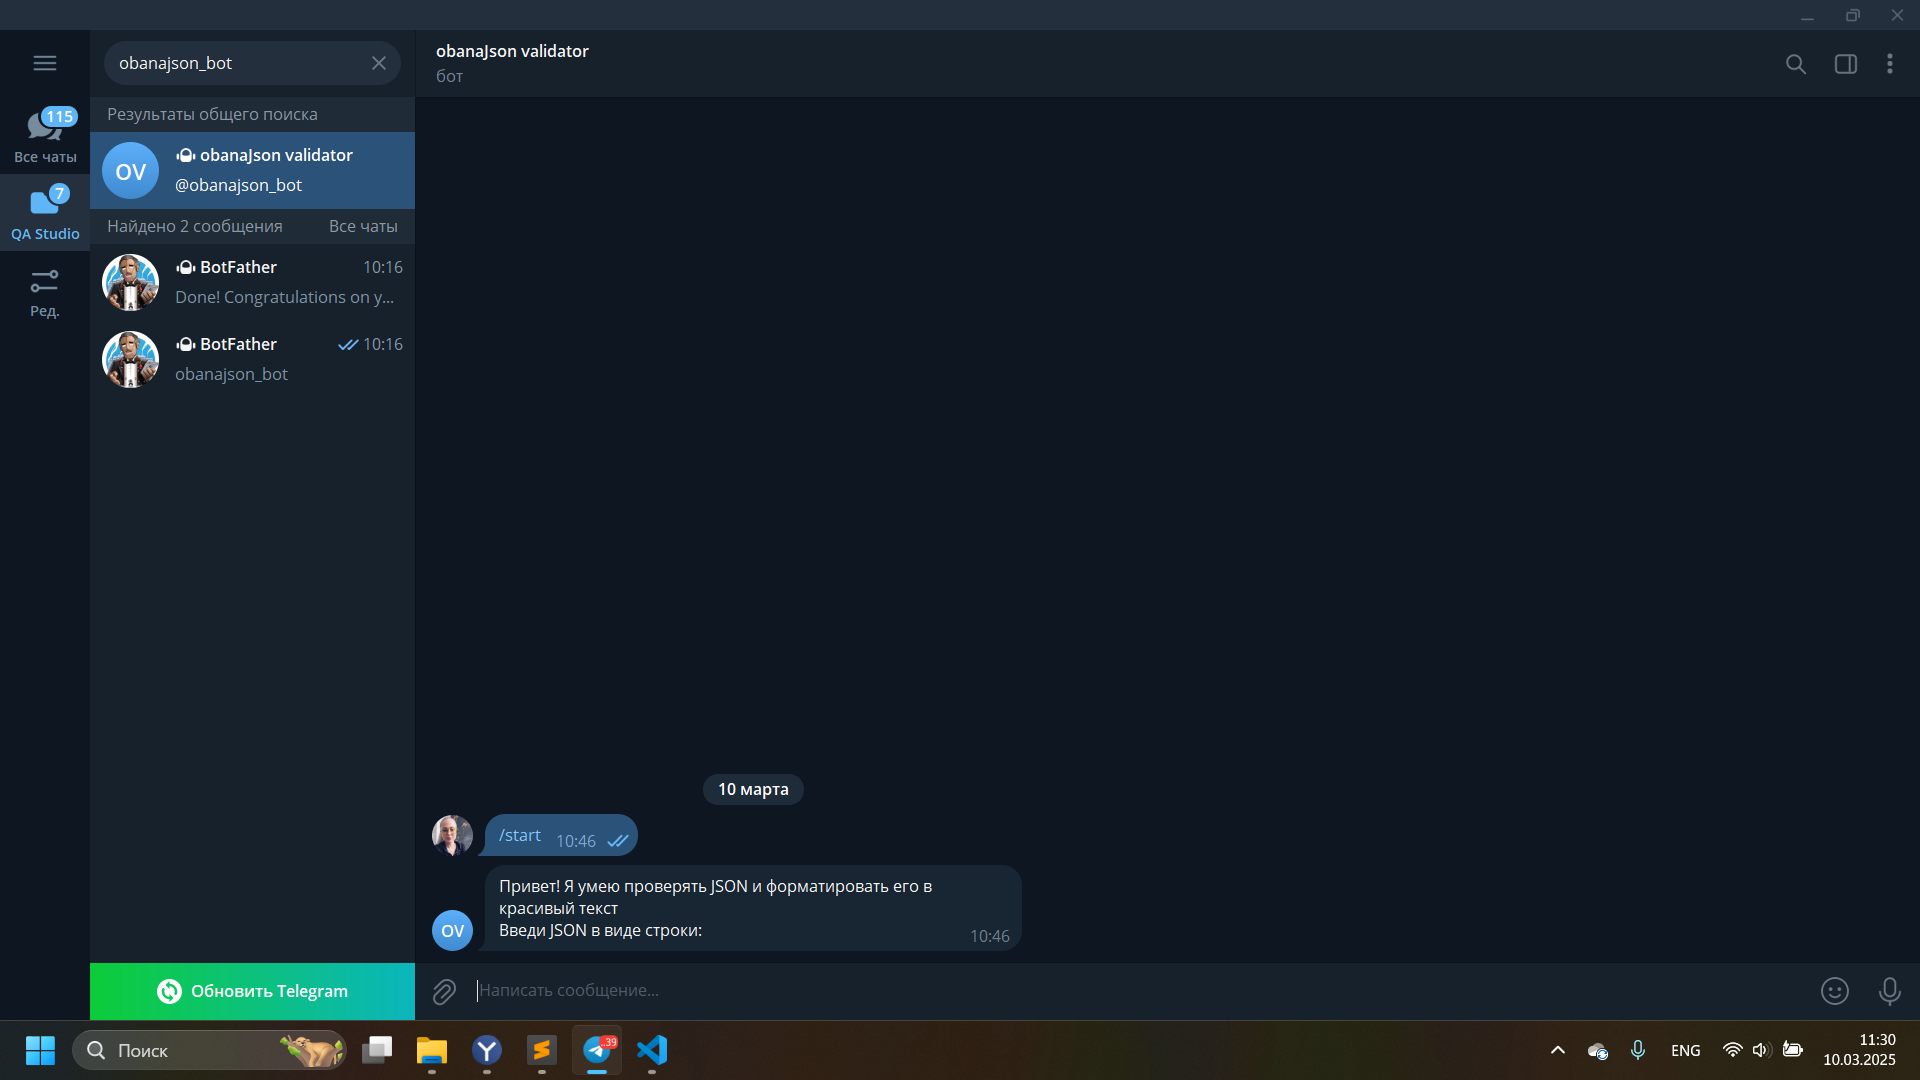 obanajson_bot
obanaJson validator
бот
115
Все чаты
7
QA Studio
Ред.
Результаты общего поиска
OV
obanaJson validator
@obanajson_bot
Найдено 2 сообщения Все чаты
BotFather 10:16
Done! Congratulations on y...
BotFather 10:16
obanajson_bot
10 марта
/start 10:46
Привет! Я умею проверять JSON и форматировать его в
красивый текст
Введи JSON в виде строки:
10:46
OV
Обновить Telegram
Написать сообщение...
Поиск
..39
ENG
11:30
10.03.2025